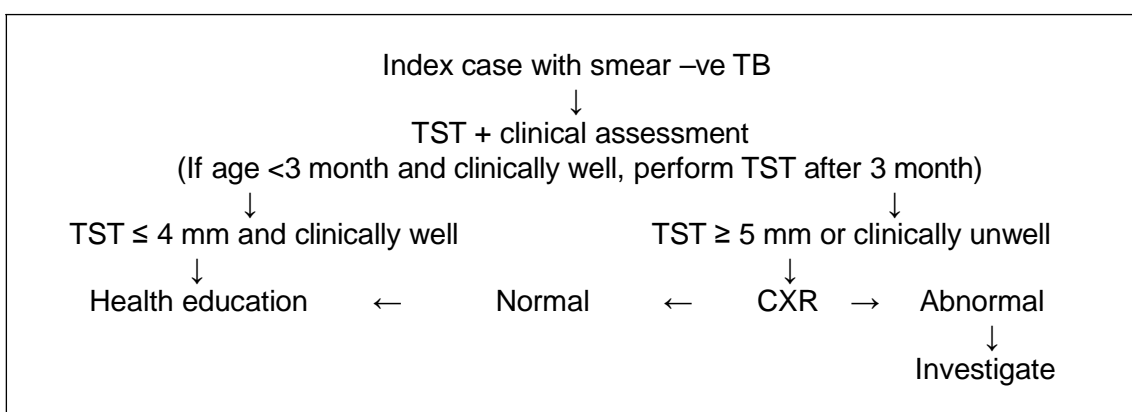 Index case with smear –ve TB
↓
TST + clinical assessment
(If age <3 month and clinically well, perform TST after 3 month)
↓ ↓
TST ≤ 4 mm and clinically well TST ≥ 5 mm or clinically unwell
↓ ↓
Health education ← Normal ← CXR → Abnormal
↓
Investigate